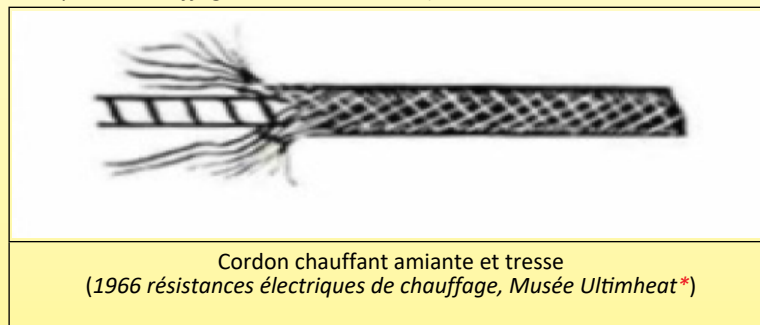 Cordon chauffant amiante et tresse
(1966 résistances électriques de chauffage, Musée Ultimheat*)